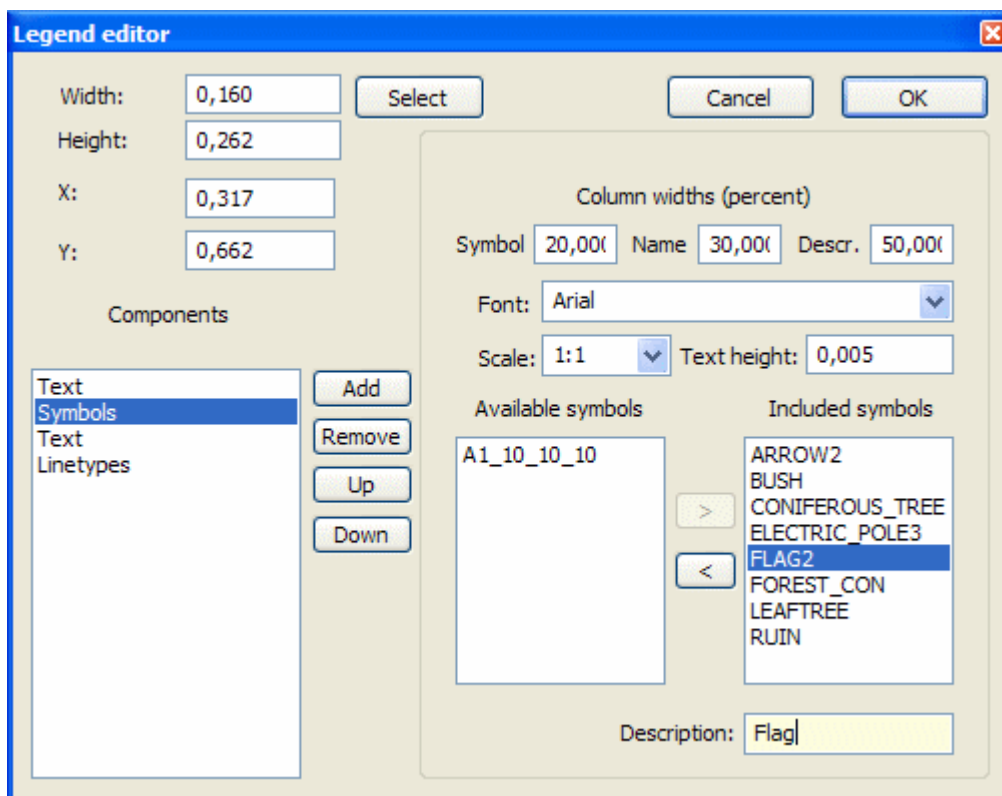 Legend editor
Width: 0,160 Select Cancel OK
Height: 0,262
X: 0,317
Y: 0,662
Column widths (percent)
Symbol 20,000 Name 30,000 Descr. 50,000
Font: Arial
Scale: 1:1 Text height: 0,005
Components
Text
Symbols
Text
Linetypes
Add
Remove
Up
Down
Available symbols
A1_10_10_10
>
<
Included symbols
ARROW2
BUSH
CONIFEROUS_TREE
ELECTRIC_POLE3
FLAG2
FOREST_CON
LEAFTREE
RUIN
Description: Flag